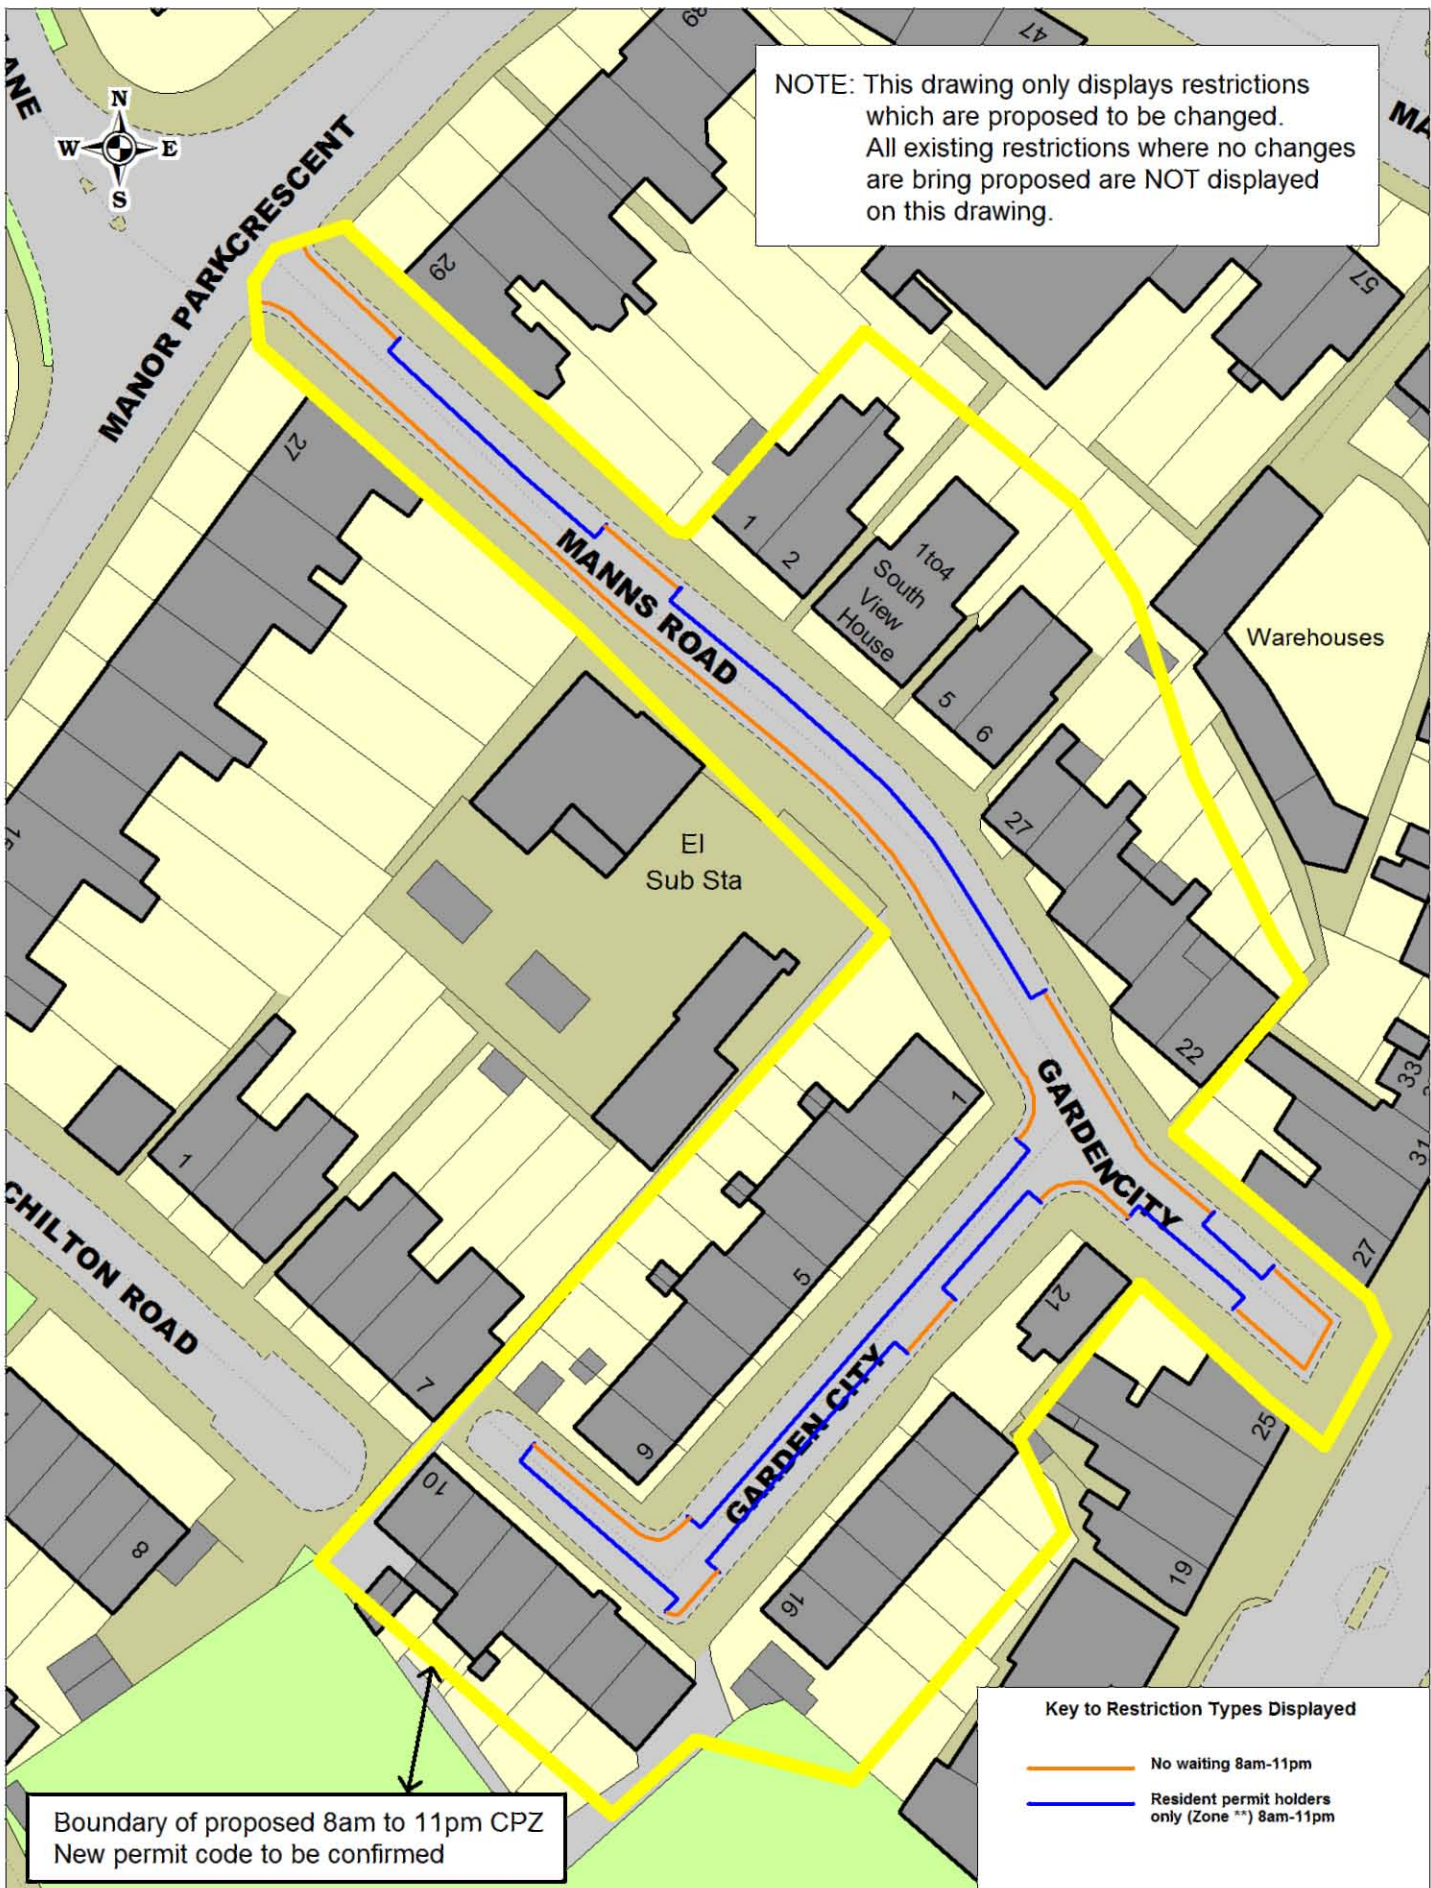 ANE
N
W E
S
MANOR PARKCRESCENT
NOTE: This drawing only displays restrictions
which are proposed to be changed.
All existing restrictions where no changes
are bring proposed are NOT displayed
on this drawing.
39
47
MA
29
57
27
MANNS ROAD
1
2
1to4
South
View
House
5
6
Warehouses
27
El
Sub Sta
15
22
33
31
GARDENCITY
1
1
CHILTON ROAD
5
21
27
7
9
GARDEN CITY
25
10
8
16
19
Key to Restriction Types Displayed
No waiting 8am-11pm
Resident permit holders
only (Zone **) 8am-11pm
Boundary of proposed 8am to 11pm CPZ
New permit code to be confirmed